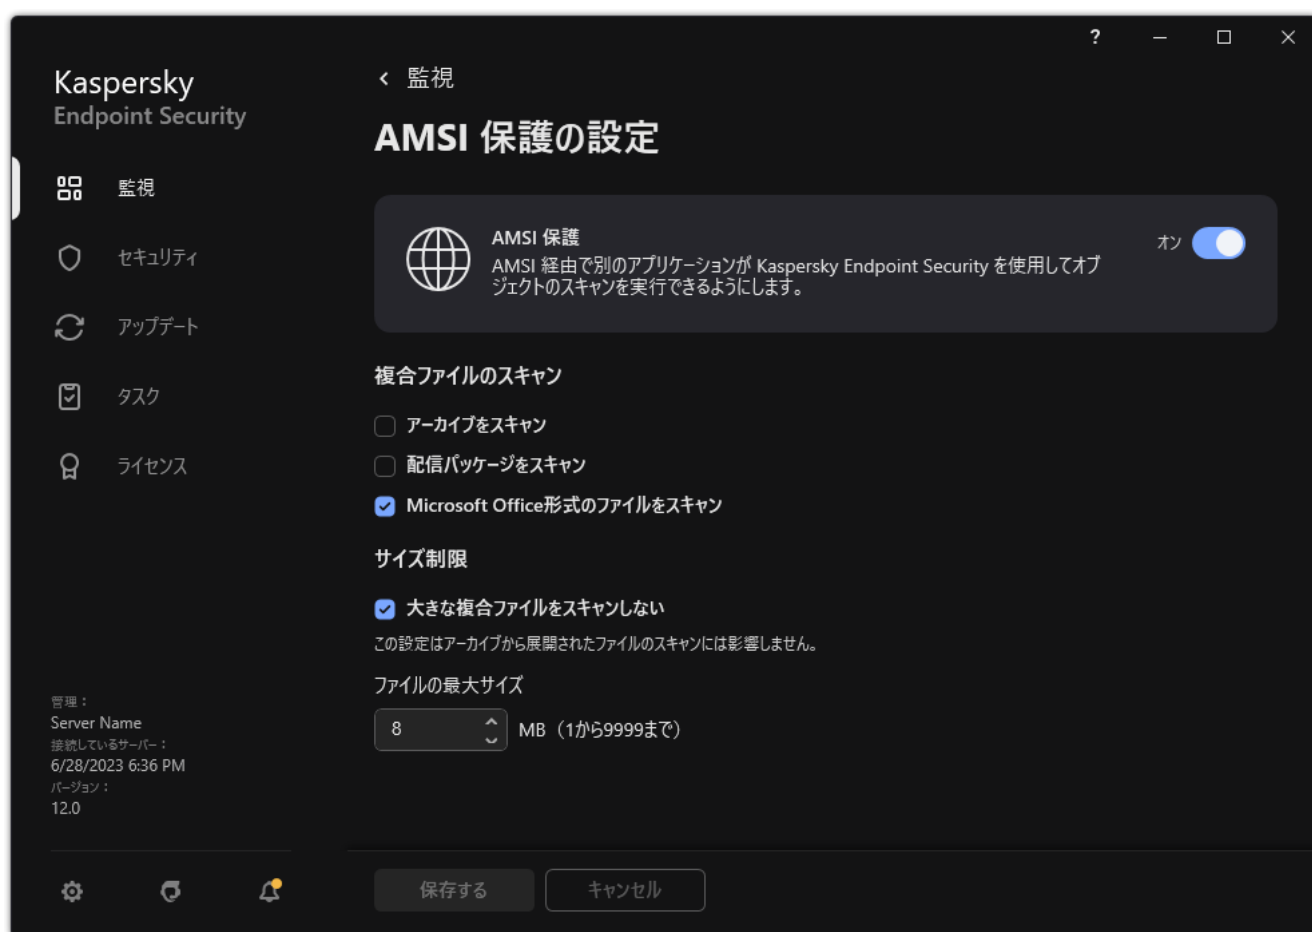 ?
Kaspersky
Endpoint Security
監視
セキュリティ
アップデート
タスク
ライセンス
管理：
Server Name
接続しているサーバー：
6/28/2023 6:36 PM
バージョン：
12.0
監視
AMSI 保護の設定
AMSI 保護
AMSI 経由で別のアプリケーションが Kaspersky Endpoint Security を使用してオブ
ジェクトのスキャンを実行できるようにします。
オン
複合ファイルのスキャン
アーカイブをスキャン
配信パッケージをスキャン
Microsoft Office形式のファイルをスキャン
サイズ制限
大きな複合ファイルをスキャンしない
この設定はアーカイブから展開されたファイルのスキャンには影響しません。
ファイルの最大サイズ
8 MB（1から9999まで）
保存する
キャンセル